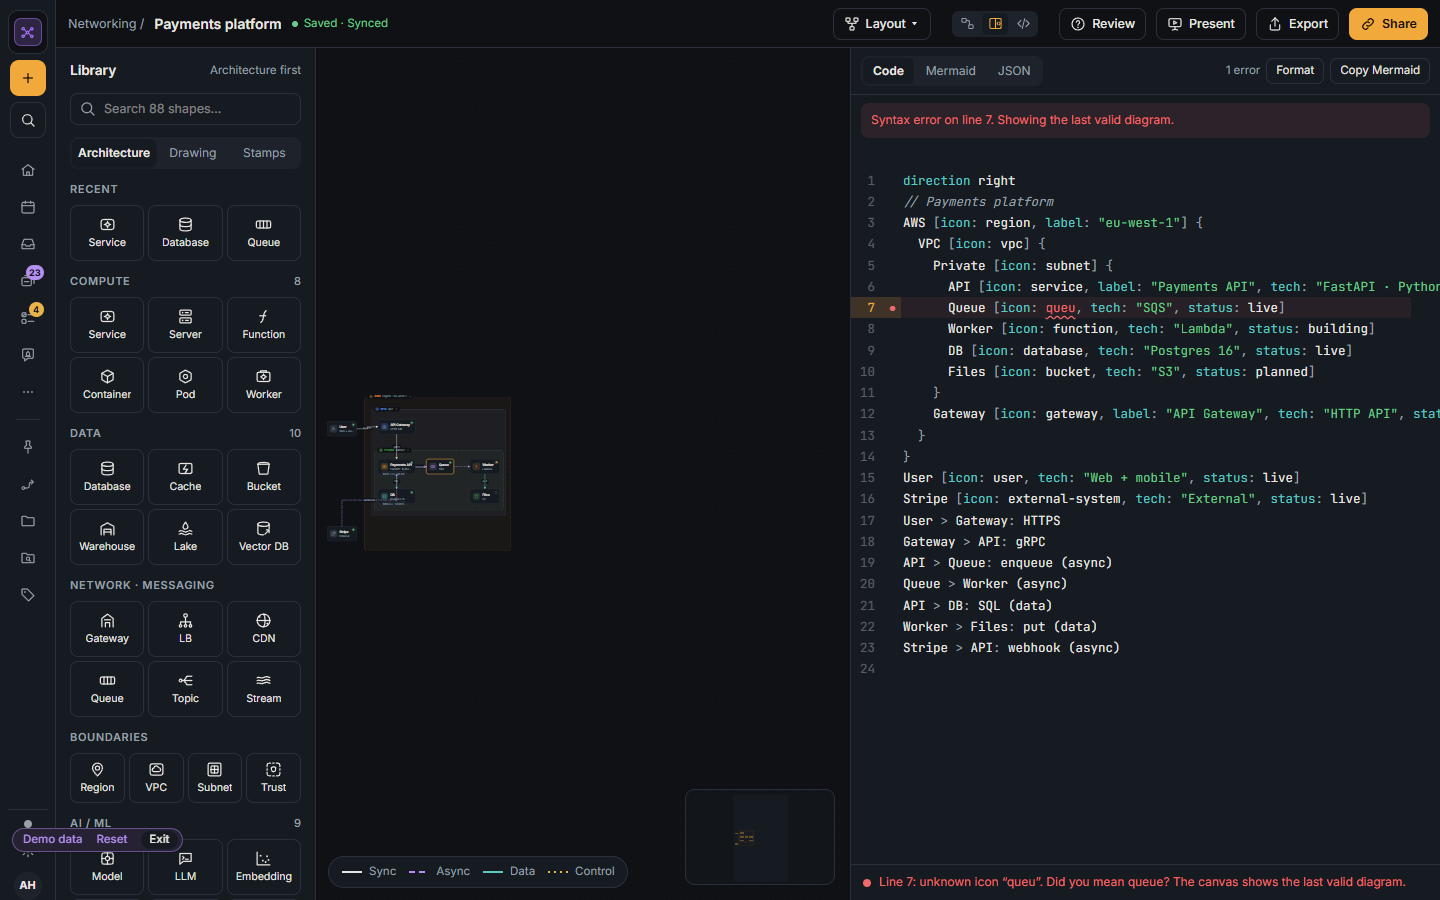 Networking / Payments platform Saved · Synced
Layout
Review
Present
Export
Share
23
4
Demo data Reset Exit
AH
Library Architecture first
Search 88 shapes...
Architecture Drawing Stamps
RECENT
Service Database Queue
COMPUTE 8
Service Server Function
Container Pod Worker
DATA 10
Database Cache Bucket
Warehouse Lake Vector DB
NETWORK · MESSAGING
Gateway LB CDN
Queue Topic Stream
BOUNDARIES
Region VPC Subnet Trust
AI / ML 9
Model LLM Embedding
User
API Gateway
Payments API
Queue
Worker
DB
Files
Stripe
Sync Async Data Control
Code Mermaid JSON 1 error Format Copy Mermaid
Syntax error on line 7. Showing the last valid diagram.
1 direction right
2 // Payments platform
3 AWS [icon: region, label: "eu-west-1"] {
4 VPC [icon: vpc] {
5 Private [icon: subnet] {
6 API [icon: service, label: "Payments API", tech: "FastAPI · Python
7 Queue [icon: queu, tech: "SQS", status: live]
8 Worker [icon: function, tech: "Lambda", status: building]
9 DB [icon: database, tech: "Postgres 16", status: live]
10 Files [icon: bucket, tech: "S3", status: planned]
11 }
12 Gateway [icon: gateway, label: "API Gateway", tech: "HTTP API", stat
13 }
14 }
15 User [icon: user, tech: "Web + mobile", status: live]
16 Stripe [icon: external-system, tech: "External", status: live]
17 User > Gateway: HTTPS
18 Gateway > API: gRPC
19 API > Queue: enqueue (async)
20 Queue > Worker (async)
21 API > DB: SQL (data)
22 Worker > Files: put (data)
23 Stripe > API: webhook (async)
24
Line 7: unknown icon “queu”. Did you mean queue? The canvas shows the last valid diagram.